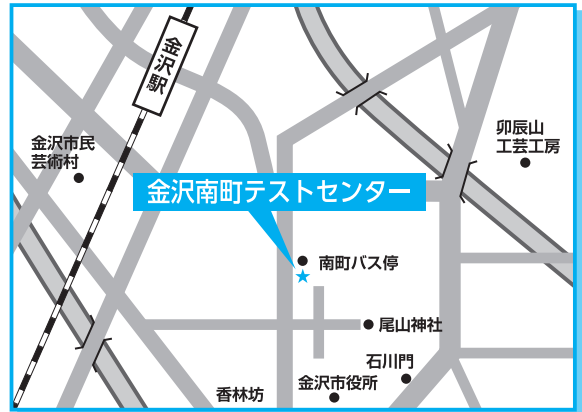 金沢駅
金沢市民
芸術村
卯辰山
工芸工房
金沢南町テストセンター
南町バス停
尾山神社
石川門
金沢市役所
香林坊